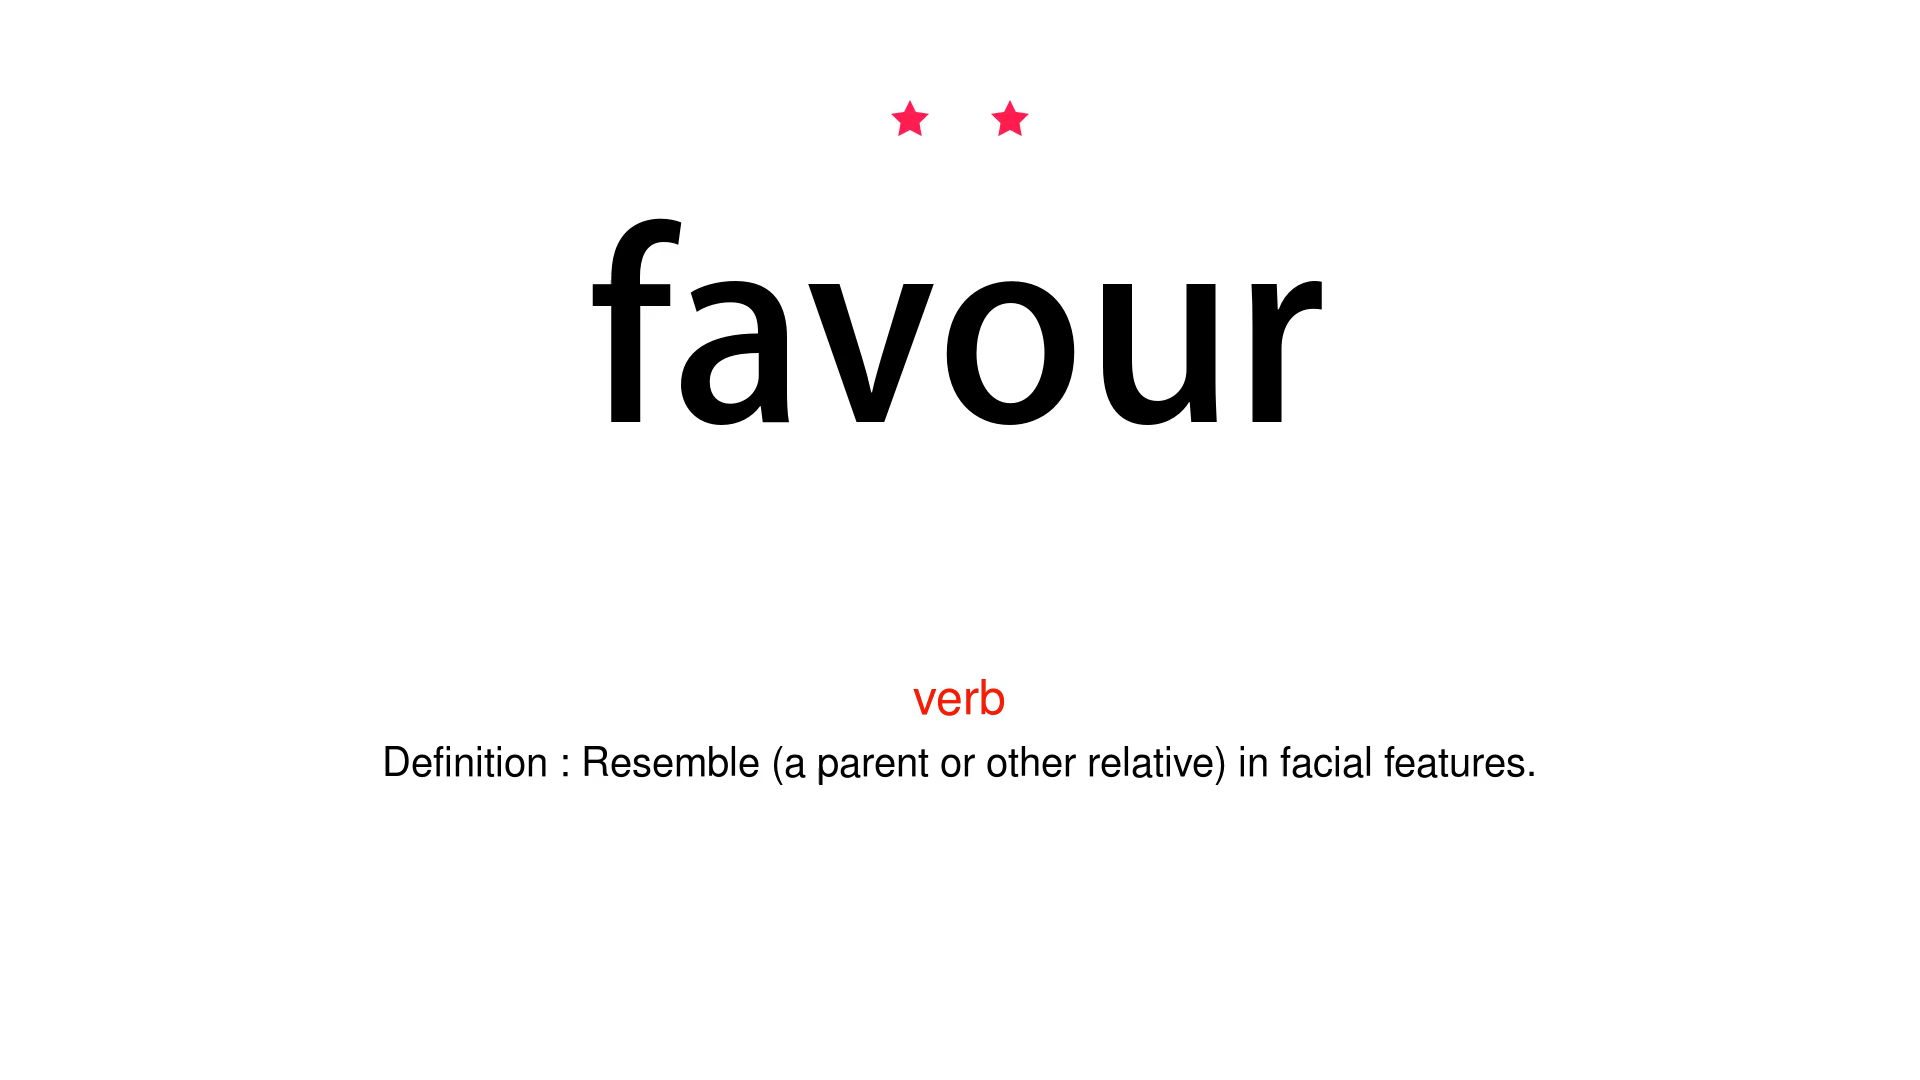 favour
verb
Definition : Resemble (a parent or other relative) in facial features.